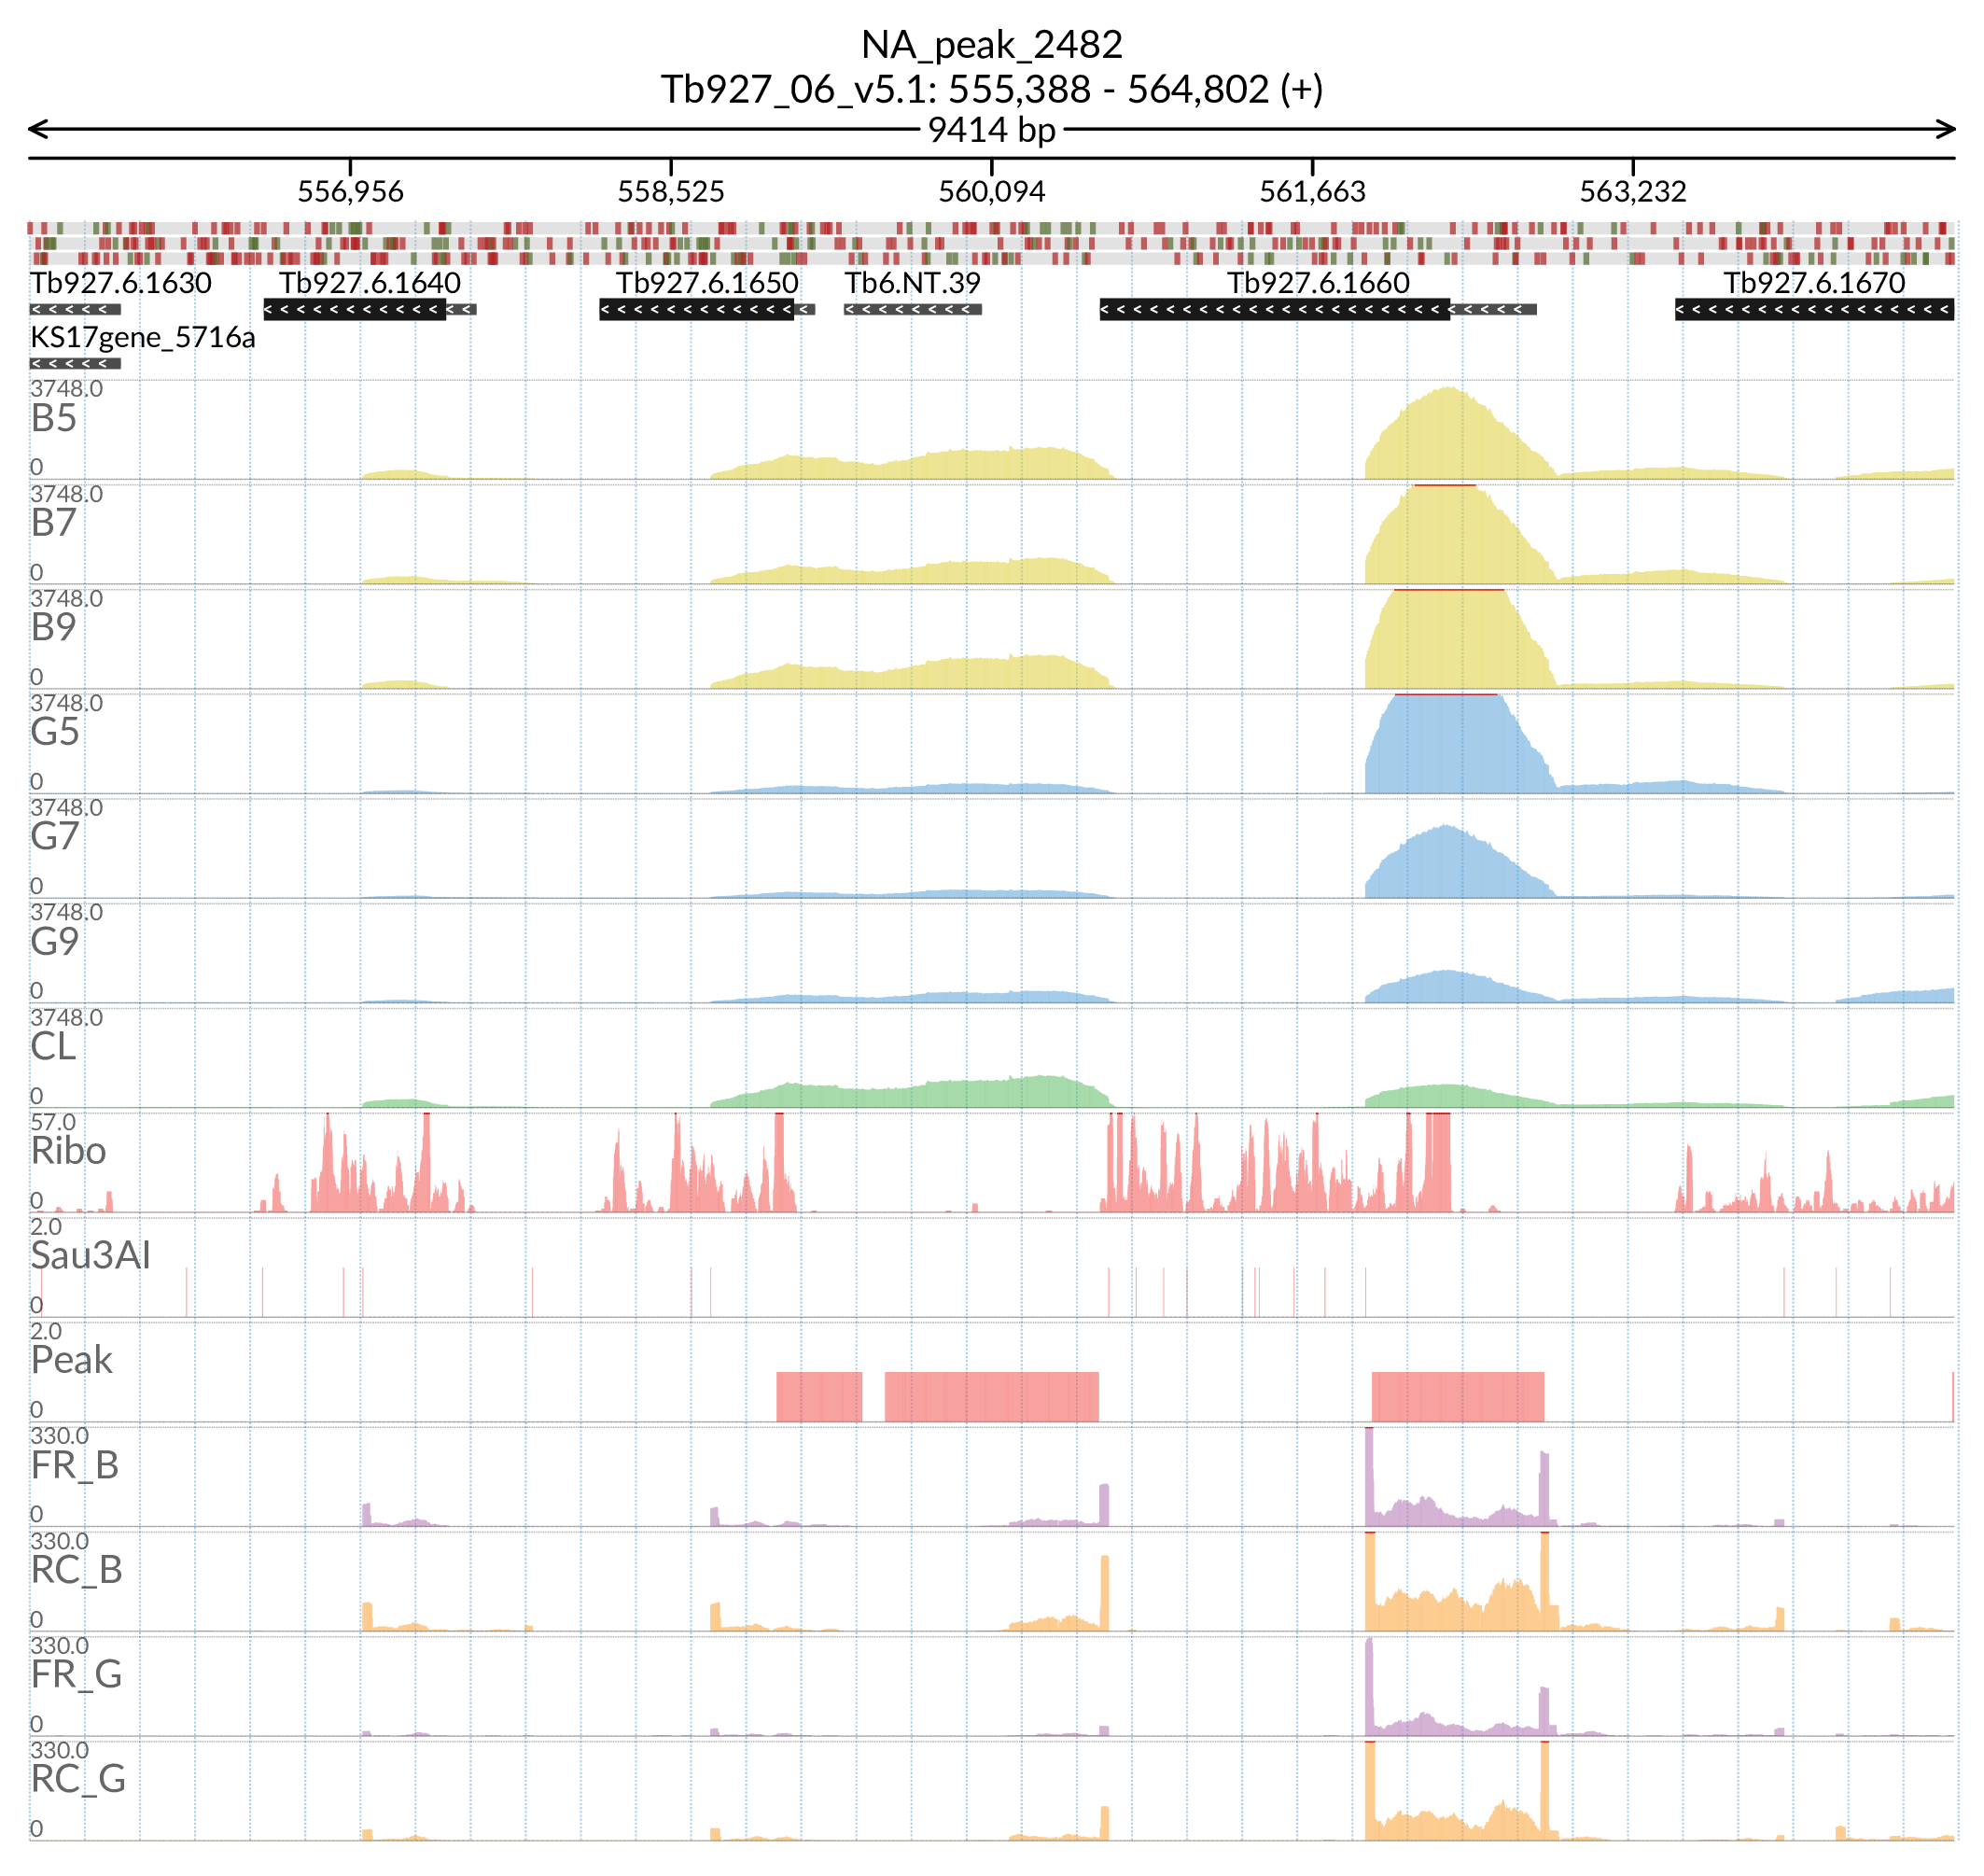 NA_peak_2482
Tb927_06_v5.1: 555,388 - 564,802 (+)
9414 bp
556,956 558,525 560,094 561,663 563,232
Tb927.6.1630 Tb927.6.1640 Tb927.6.1650 Tb6.NT.39 Tb927.6.1660 Tb927.6.1670
KS17gene_5716a
3748.0
B5
0
3748.0
B7
0
3748.0
B9
0
3748.0
G5
0
3748.0
G7
0
3748.0
G9
0
3748.0
CL
0
57.0
Ribo
0
2.0
Sau3AI
0
2.0
Peak
0
330.0
FR_B
0
330.0
RC_B
0
330.0
FR_G
0
330.0
RC_G
0